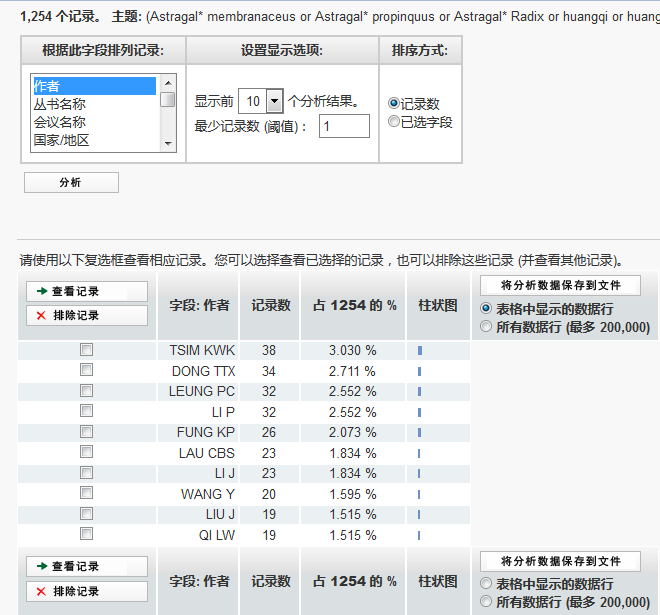 1,254 个记录。 主题: (Astragal* membranaceus or Astragal* propinquus or Astragal* Radix or huangqi or huang
根据此字段排列记录: 设置显示选项: 排序方式:
作者
丛书名称
会议名称
国家/地区
显示前 10 个分析结果。
最少记录数 (阈值)： 1
记录数
已选字段
分析
请使用以下复选框查看相应记录。您可以选择查看已选择的记录，也可以排除这些记录 (并查看其他记录)。
查看记录
排除记录
字段: 作者 记录数 占 1254 的 % 柱状图
将分析数据保存到文件
表格中显示的数据行
所有数据行 (最多 200,000)
TSIM KWK 38 3.030 %
DONG TTX 34 2.711 %
LEUNG PC 32 2.552 %
LI P 32 2.552 %
FUNG KP 26 2.073 %
LAU CBS 23 1.834 %
LI J 23 1.834 %
WANG Y 20 1.595 %
LIU J 19 1.515 %
QI LW 19 1.515 %
查看记录
排除记录
字段: 作者 记录数 占 1254 的 % 柱状图
将分析数据保存到文件
表格中显示的数据行
所有数据行 (最多 200,000)